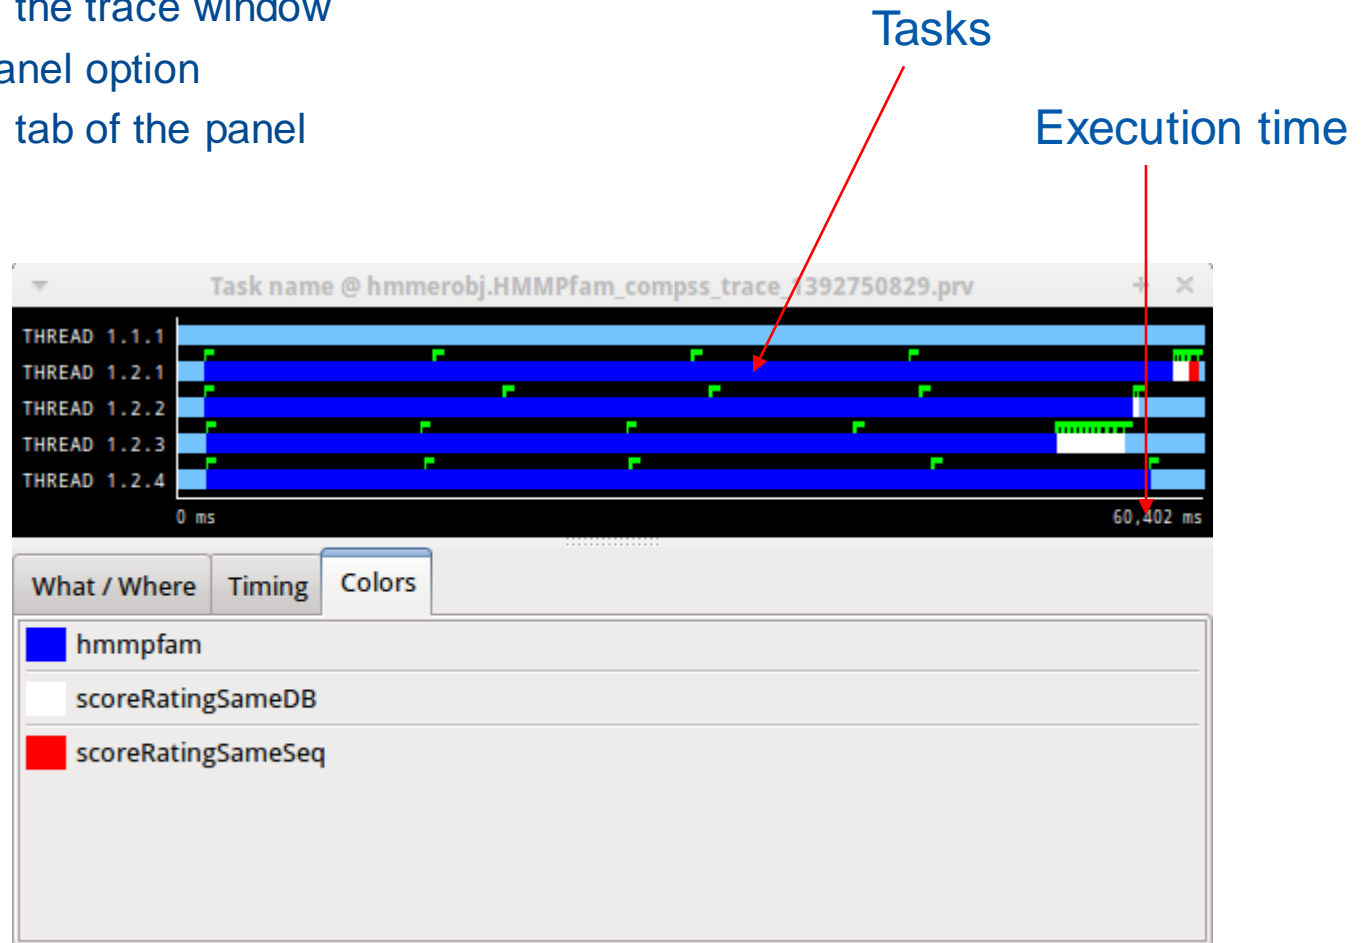 the trace window
anel option
tab of the panel
Tasks
Execution time
Task name @ hmmerobj.HMMPfam_compss_trace_1392750829.prv
THREAD 1.1.1
THREAD 1.2.1
THREAD 1.2.2
THREAD 1.2.3
THREAD 1.2.4
0 ms
60,402 ms
What / Where
Timing
Colors
hmmpfam
scoreRatingSameDB
scoreRatingSameSeq